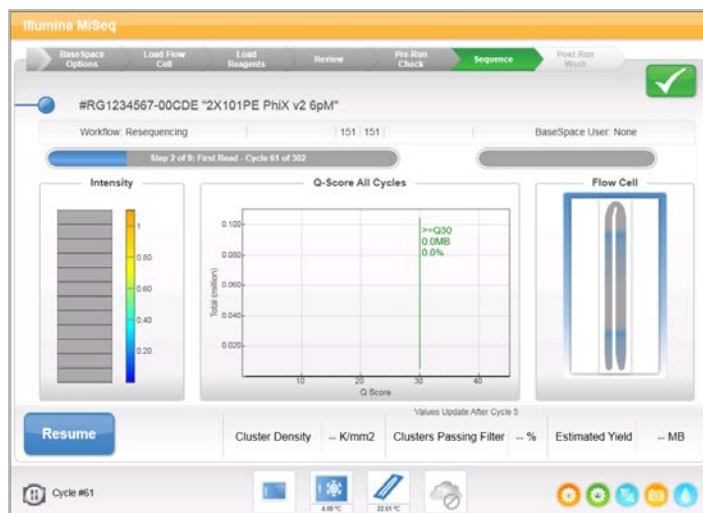 Illumina MiSeq
BaseSpace Options
Load Flow Cell
Load Reagents
Review
Pre-Run Check
Sequence
Post Run Wash
#RG1234567-00CDE "2X101PE PhiX v2 6pM"
Workflow: Resequencing
151 | 151
BaseSpace User: None
Step 2 of 9: First Read - Cycle 61 of 302
Intensity
1
0.80
0.60
0.40
0.20
Q-Score All Cycles
Total (million)
0.100
0.080
0.060
0.040
0.020
>=Q30
0.0MB
0.0%
10 20 30 40
Q Score
Flow Cell
Values Update After Cycle 5
Resume
Cluster Density -- K/mm2
Clusters Passing Filter -- %
Estimated Yield -- MB
Cycle #61
4.00 °C
22.61 °C